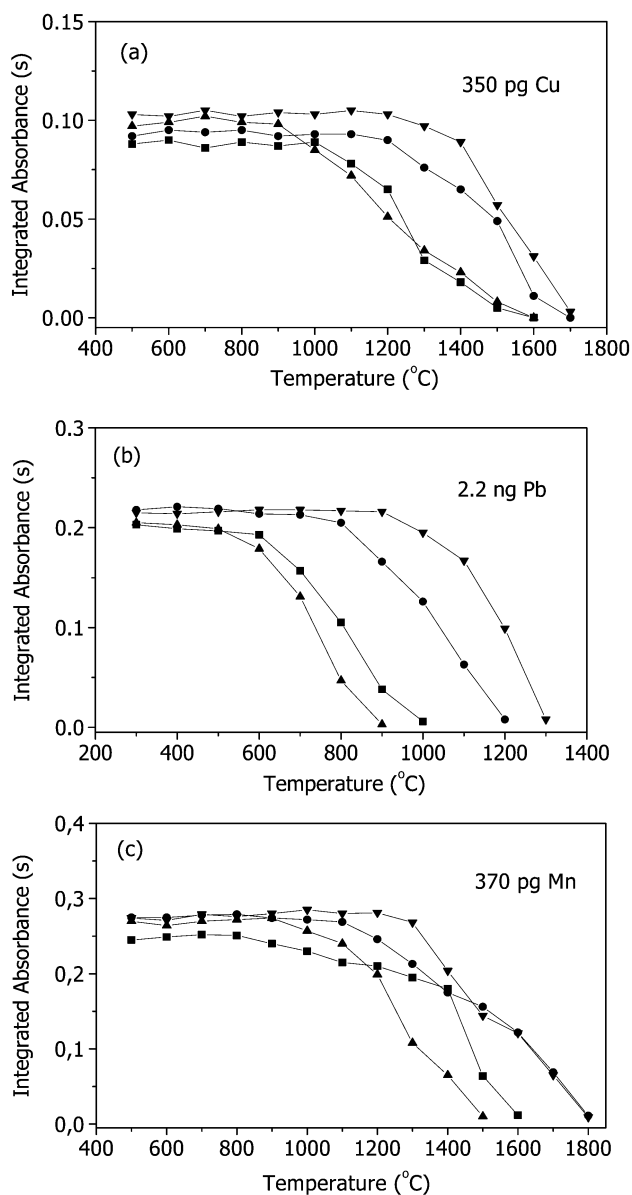 (a)
350 pg Cu
Integrated Absorbance (s)
0.15
0.10
0.05
0.00
400 600 800 1000 1200 1400 1600 1800
Temperature (°C)
(b)
2.2 ng Pb
Integrated Absorbance (s)
0.3
0.2
0.1
0.0
200 400 600 800 1000 1200 1400
Temperature (°C)
(c)
370 pg Mn
Integrated Absorbance (s)
0,4
0,3
0,2
0,1
0,0
400 600 800 1000 1200 1400 1600 1800
Temperature (°C)